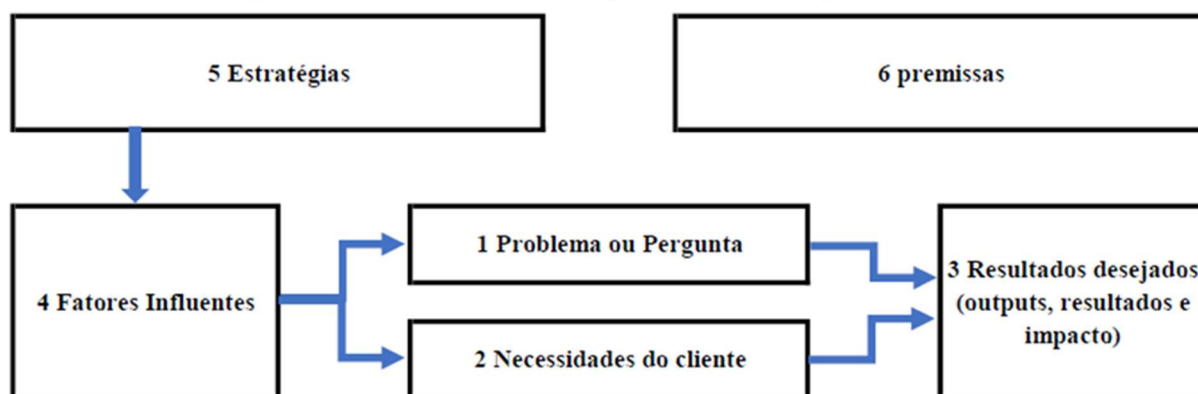 5 Estratégias
6 premissas
4 Fatores Influentes
1 Problema ou Pergunta
2 Necessidades do cliente
3 Resultados desejados
(outputs, resultados e
impacto)